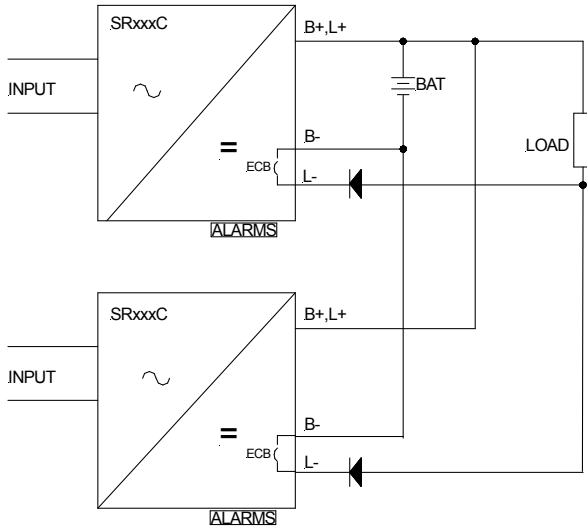 SRxxxC
B+,L+
INPUT
BAT
B-
LOAD
=
ECB
L-
ALARMS
SRxxxC
B+,L+
INPUT
B-
=
ECB
L-
ALARMS